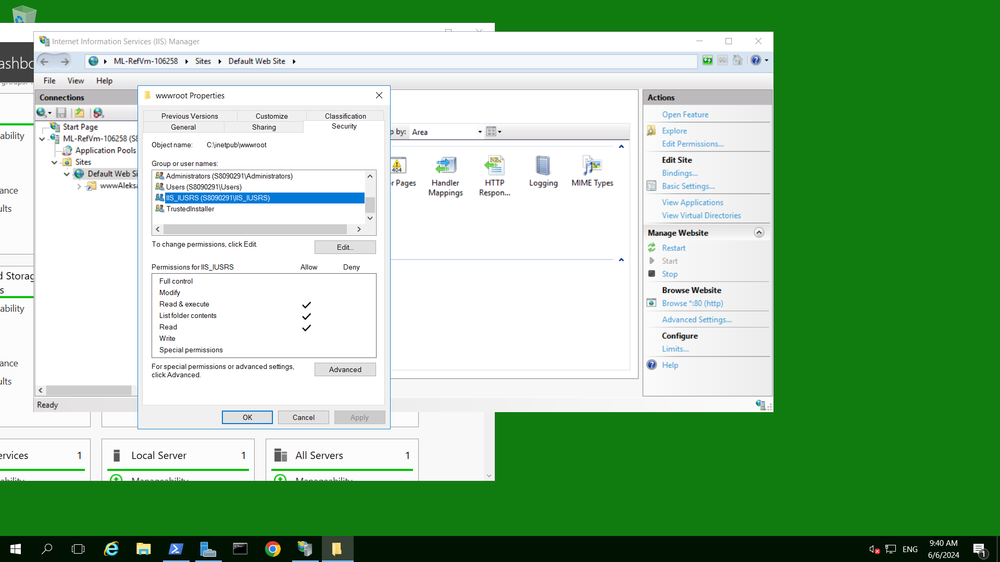 Internet Information Services (IIS) Manager
ashbo
ML-RefVm-106258
Sites
Default Web Site
File
View
Help
Connections
Start Page
ML-RefVm-106258 (S8
Application Pools
Sites
Default Web Si
wwwAleksa
Ready
wwwroot Properties
Previous Versions
Customize
Classification
General
Sharing
Security
Object name:
C:\inetpub\wwwroot
Group or user names:
Administrators (S8090291\Administrators)
Users (S8090291\Users)
IIS_IUSRS (S8090291\IIS_IUSRS)
TrustedInstaller
To change permissions, click Edit.
Edit...
Permissions for IIS_IUSRS
Allow
Deny
Full control
Modify
Read & execute
List folder contents
Read
Write
Special permissions
For special permissions or advanced settings,
click Advanced.
Advanced
OK
Cancel
Apply
p by:
Area
404
r Pages
Handler
Mappings
HTTP
Respon...
Logging
MIME Types
Actions
Open Feature
Explore
Edit Permissions...
Edit Site
Bindings...
Basic Settings...
View Applications
View Virtual Directories
Manage Website
Restart
Start
Stop
Browse Website
Browse *:80 (http)
Advanced Settings...
Configure
Limits...
Help
groups.
ability
ance
ults
d Storag
s
ability
ance
ults
ervices
1
Local Server
1
All Servers
1
Manageability
Manageability
ENG
9:40 AM
6/6/2024
1